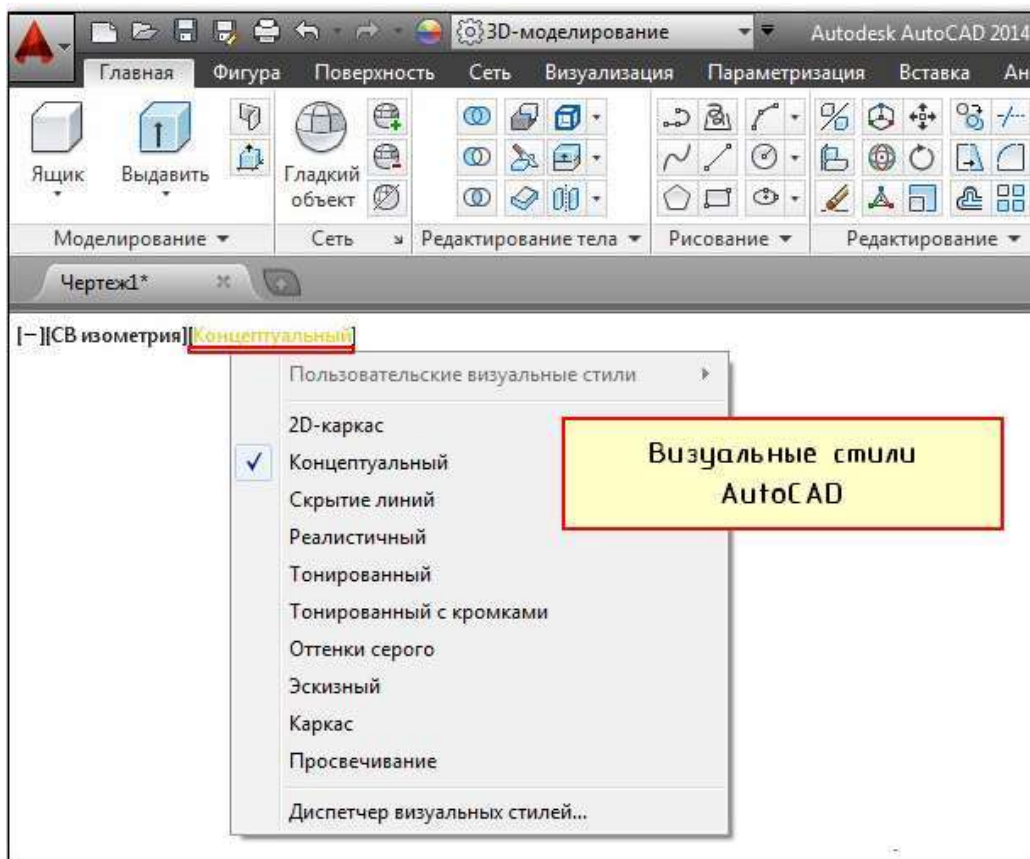 3D-моделирование Autodesk AutoCAD 2014
Главная Фигура Поверхность Сеть Визуализация Параметризация Вставка Ан
Ящик Выдавить Гладкий объект
Моделирование Сеть Редактирование тела Рисование Редактирование
Чертеж1*
[−][СВ изометрия][Концептуальный]
Пользовательские визуальные стили
2D-каркас
Концептуальный
Скрытие линий
Реалистичный
Тонированный
Тонированный с кромками
Оттенки серого
Эскизный
Каркас
Просвечивание
Диспетчер визуальных стилей...
Визуальные стили
AutoCAD